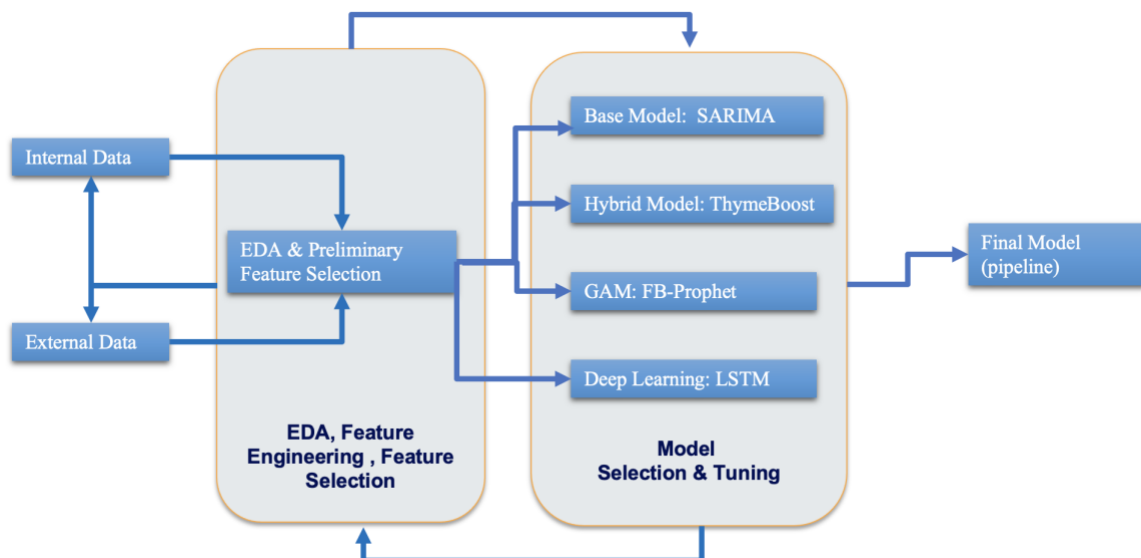 Internal Data
External Data
EDA & Preliminary
Feature Selection
EDA, Feature
Engineering , Feature
Selection
Base Model: SARIMA
Hybrid Model: ThymeBoost
GAM: FB-Prophet
Deep Learning: LSTM
Model
Selection & Tuning
Final Model
(pipeline)